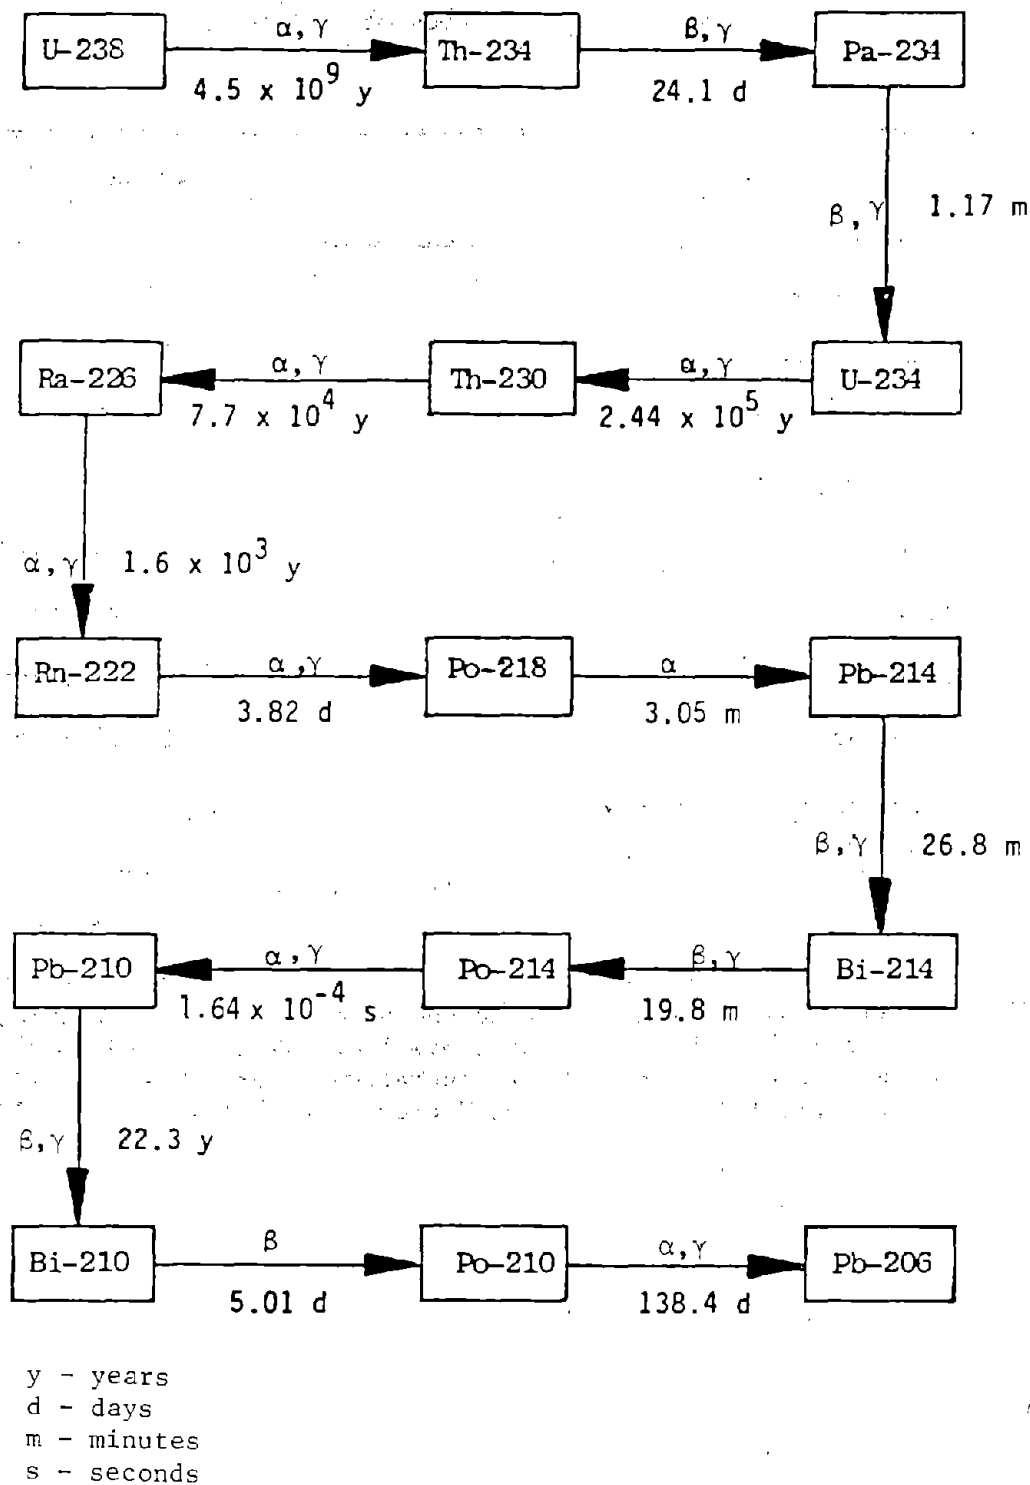 U-238 α,γ Th-234 β,γ Pa-234
4.5 x 10⁹ y 24.1 d
β,γ 1.17 m
Ra-226 α,γ Th-230 α,γ U-234
7.7 x 10⁴ y 2.44 x 10⁵ y
α,γ 1.6 x 10³ y
Rn-222 α,γ Po-218 α Pb-214
3.82 d 3.05 m
β,γ 26.8 m
Pb-210 α,γ Po-214 β,γ Bi-214
1.64 x 10⁻⁴ s 19.8 m
β,γ 22.3 y
Bi-210 β Po-210 α,γ Pb-206
5.01 d 138.4 d
y - years
d - days
m - minutes
s - seconds